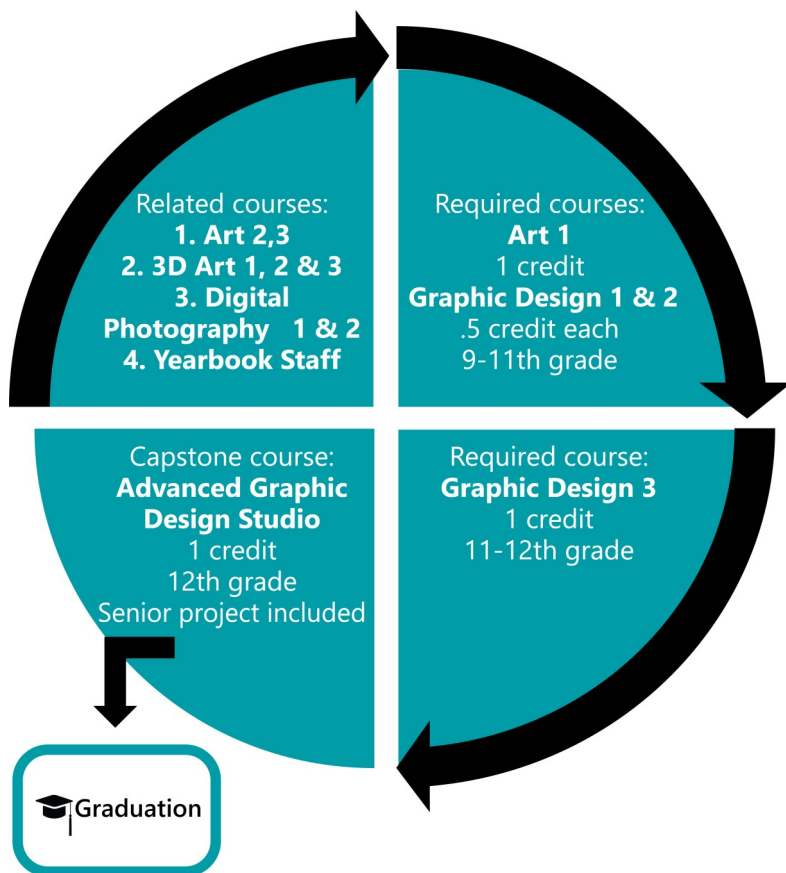 Related courses:
1. Art 2,3
2. 3D Art 1, 2 & 3
3. Digital
Photography 1 & 2
4. Yearbook Staff
Required courses:
Art 1
1 credit
Graphic Design 1 & 2
.5 credit each
9-11th grade
Capstone course:
Advanced Graphic
Design Studio
1 credit
12th grade
Senior project included
Required course:
Graphic Design 3
1 credit
11-12th grade
Graduation